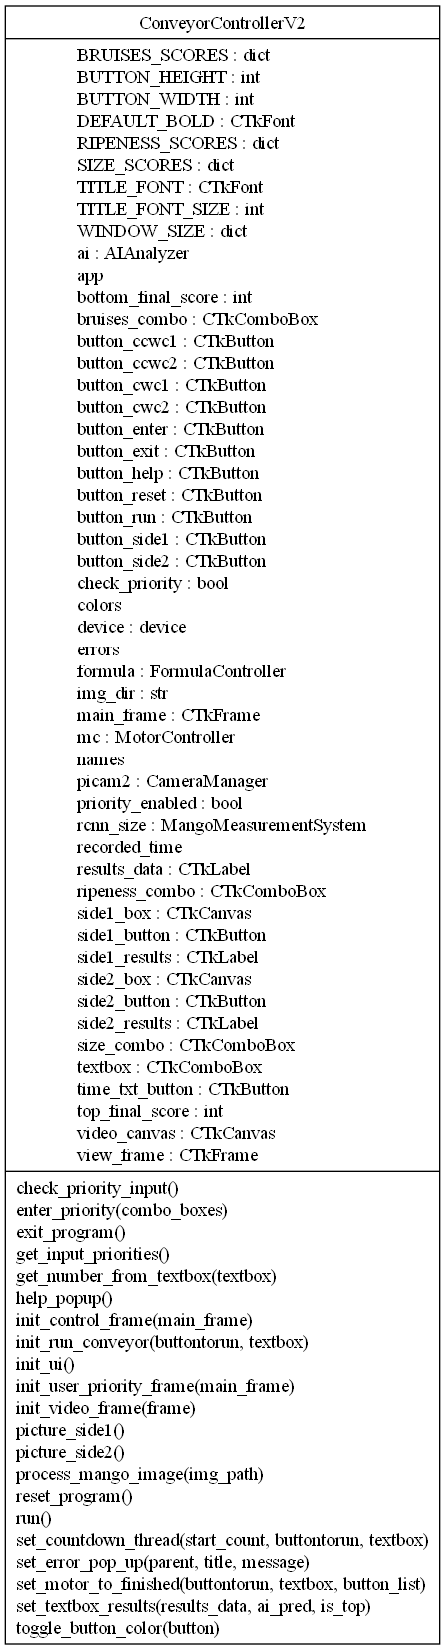 ConveyorControllerV2
BRUISES_SCORES : dict
BUTTON_HEIGHT : int
BUTTON_WIDTH : int
DEFAULT_BOLD : CTkFont
RIPENESS_SCORES : dict
SIZE_SCORES : dict
TITLE_FONT : CTkFont
TITLE_FONT_SIZE : int
WINDOW_SIZE : dict
ai : AIAnalyzer
app
bottom_final_score : int
bruises_combo : CTkComboBox
button_ccwc1 : CTkButton
button_ccwc2 : CTkButton
button_cwc1 : CTkButton
button_cwc2 : CTkButton
button_enter : CTkButton
button_exit : CTkButton
button_help : CTkButton
button_reset : CTkButton
button_run : CTkButton
button_side1 : CTkButton
button_side2 : CTkButton
check_priority : bool
colors
device : device
errors
formula : FormulaController
img_dir : str
main_frame : CTkFrame
mc : MotorController
names
picam2 : CameraManager
priority_enabled : bool
rcnn_size : MangoMeasurementSystem
recorded_time
results_data : CTkLabel
ripeness_combo : CTkComboBox
side1_box : CTkCanvas
side1_button : CTkButton
side1_results : CTkLabel
side2_box : CTkCanvas
side2_button : CTkButton
side2_results : CTkLabel
size_combo : CTkComboBox
textbox : CTkComboBox
time_txt_button : CTkButton
top_final_score : int
video_canvas : CTkCanvas
view_frame : CTkFrame
check_priority_input()
enter_priority(combo_boxes)
exit_program()
get_input_priorities()
get_number_from_textbox(textbox)
help_popup()
init_control_frame(main_frame)
init_run_conveyor(buttontorun, textbox)
init_ui()
init_user_priority_frame(main_frame)
init_video_frame(frame)
picture_side1()
picture_side2()
process_mango_image(img_path)
reset_program()
run()
set_countdown_thread(start_count, buttontorun, textbox)
set_error_pop_up(parent, title, message)
set_motor_to_finished(buttontorun, textbox, button_list)
set_textbox_results(results_data, ai_pred, is_top)
toggle_button_color(button)